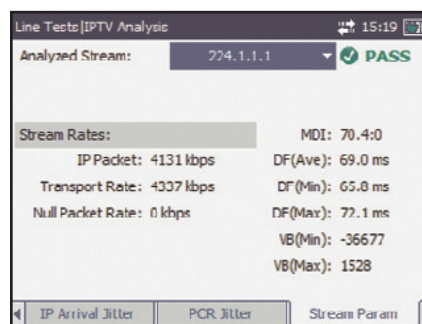 Line Tests|IPTV Analysis 15:19
Analyzed Stream: 224.1.1.1 PASS
Stream Rates:
IP Packet: 4131 kbps
Transport Rate: 4337 kbps
Null Packet Rate: 0 kbps
MDI: 70.4:0
DF(Ave): 69.0 ms
DF(Min): 65.8 ms
DF(Max): 72.1 ms
VB(Min): -36677
VB(Max): 1528
IP Arrival Jitter PCR Jitter Stream Param